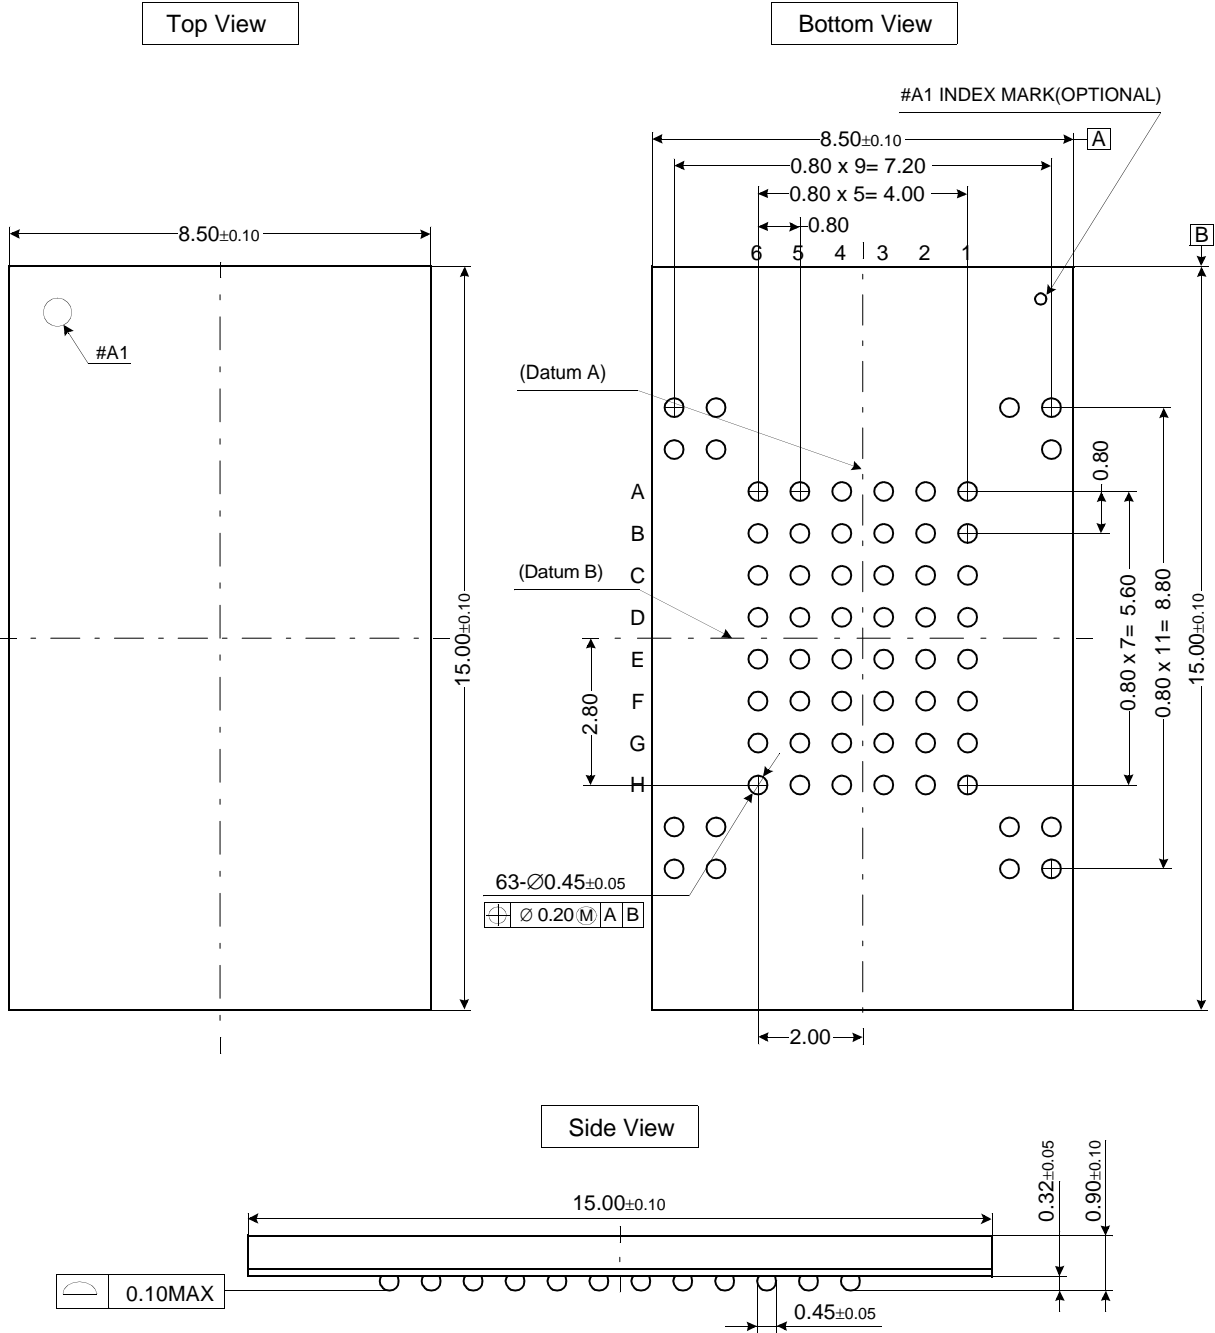 Top View
Bottom View
#A1 INDEX MARK(OPTIONAL)
8.50±0.10
A
0.80 x 9= 7.20
0.80 x 5= 4.00
0.80
8.50±0.10
B
6 5 4 3 2 1
#A1
(Datum A)
0.80
A
B
(Datum B)
C
D
E
F
G
H
15.00±0.10
2.80
0.80 x 7= 5.60
0.80 x 11= 8.80
15.00±0.10
63-∅0.45±0.05
∅ 0.20 Ⓜ A B
2.00
Side View
15.00±0.10
0.32±0.05
0.90±0.10
0.10MAX
0.45±0.05